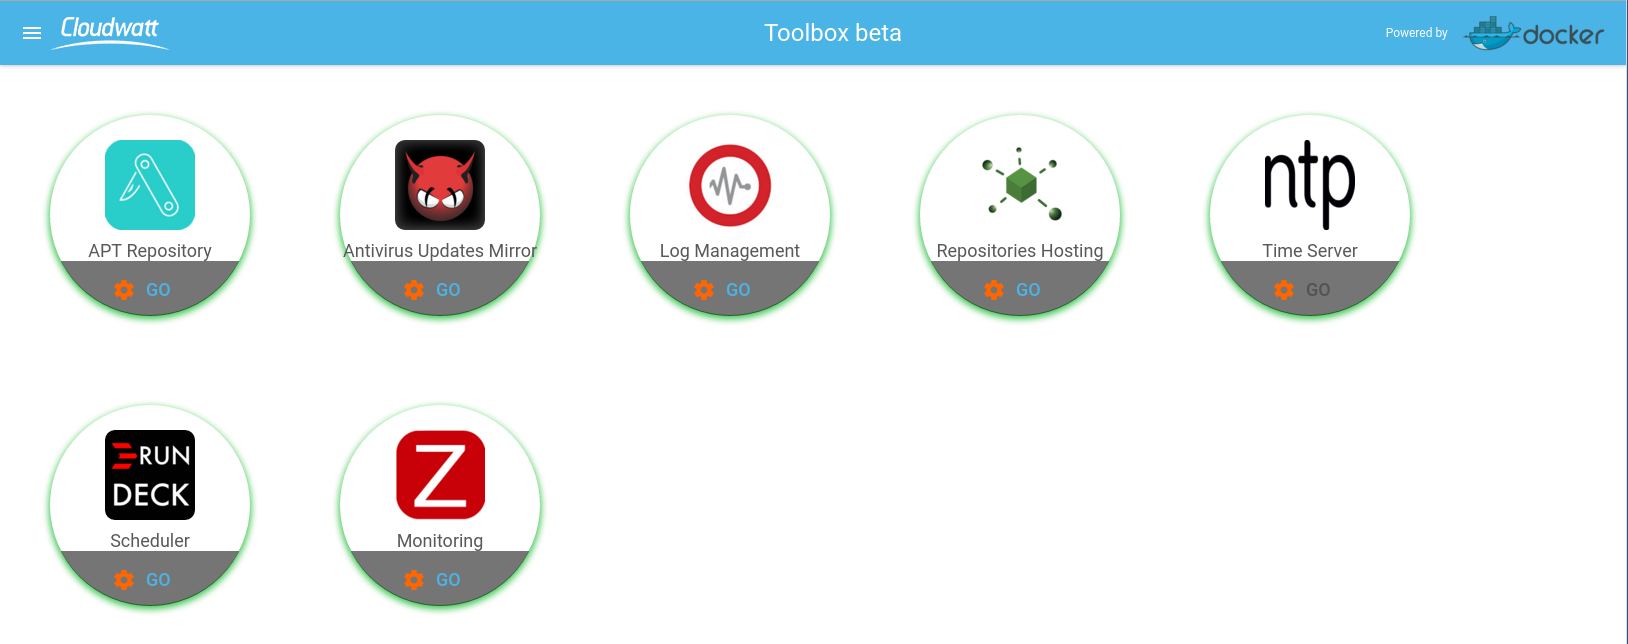 Cloudwatt
Toolbox beta
Powered by
docker
ntp
APT Repository
Antivirus Updates Mirror
Log Management
Repositories Hosting
Time Server
GO
GO
GO
GO
GO
RUN
DECK
Z
Scheduler
Monitoring
GO
GO